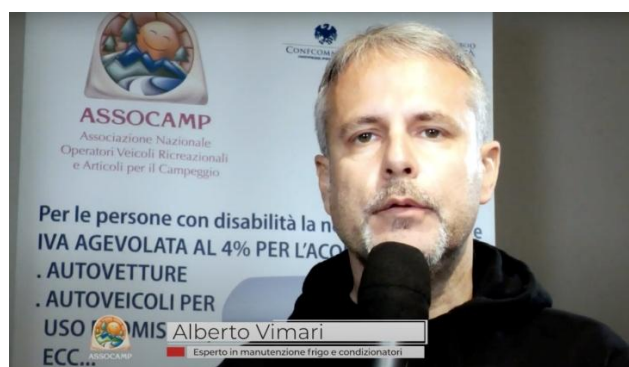 ASSOCAMP
Associazione Nazionale
Operatori Veicoli Ricreazionali
e Articoli per il Campeggio
Per le persone con disabilità la n e
IVA AGEVOLATA AL 4% PER L'ACQ
. AUTOVETTURE
. AUTOVEICOLI PER
USO OMIS
ECC...
ASSOCAMP
Alberto Vimari
Esperto in manutenzione frigo e condizionatori